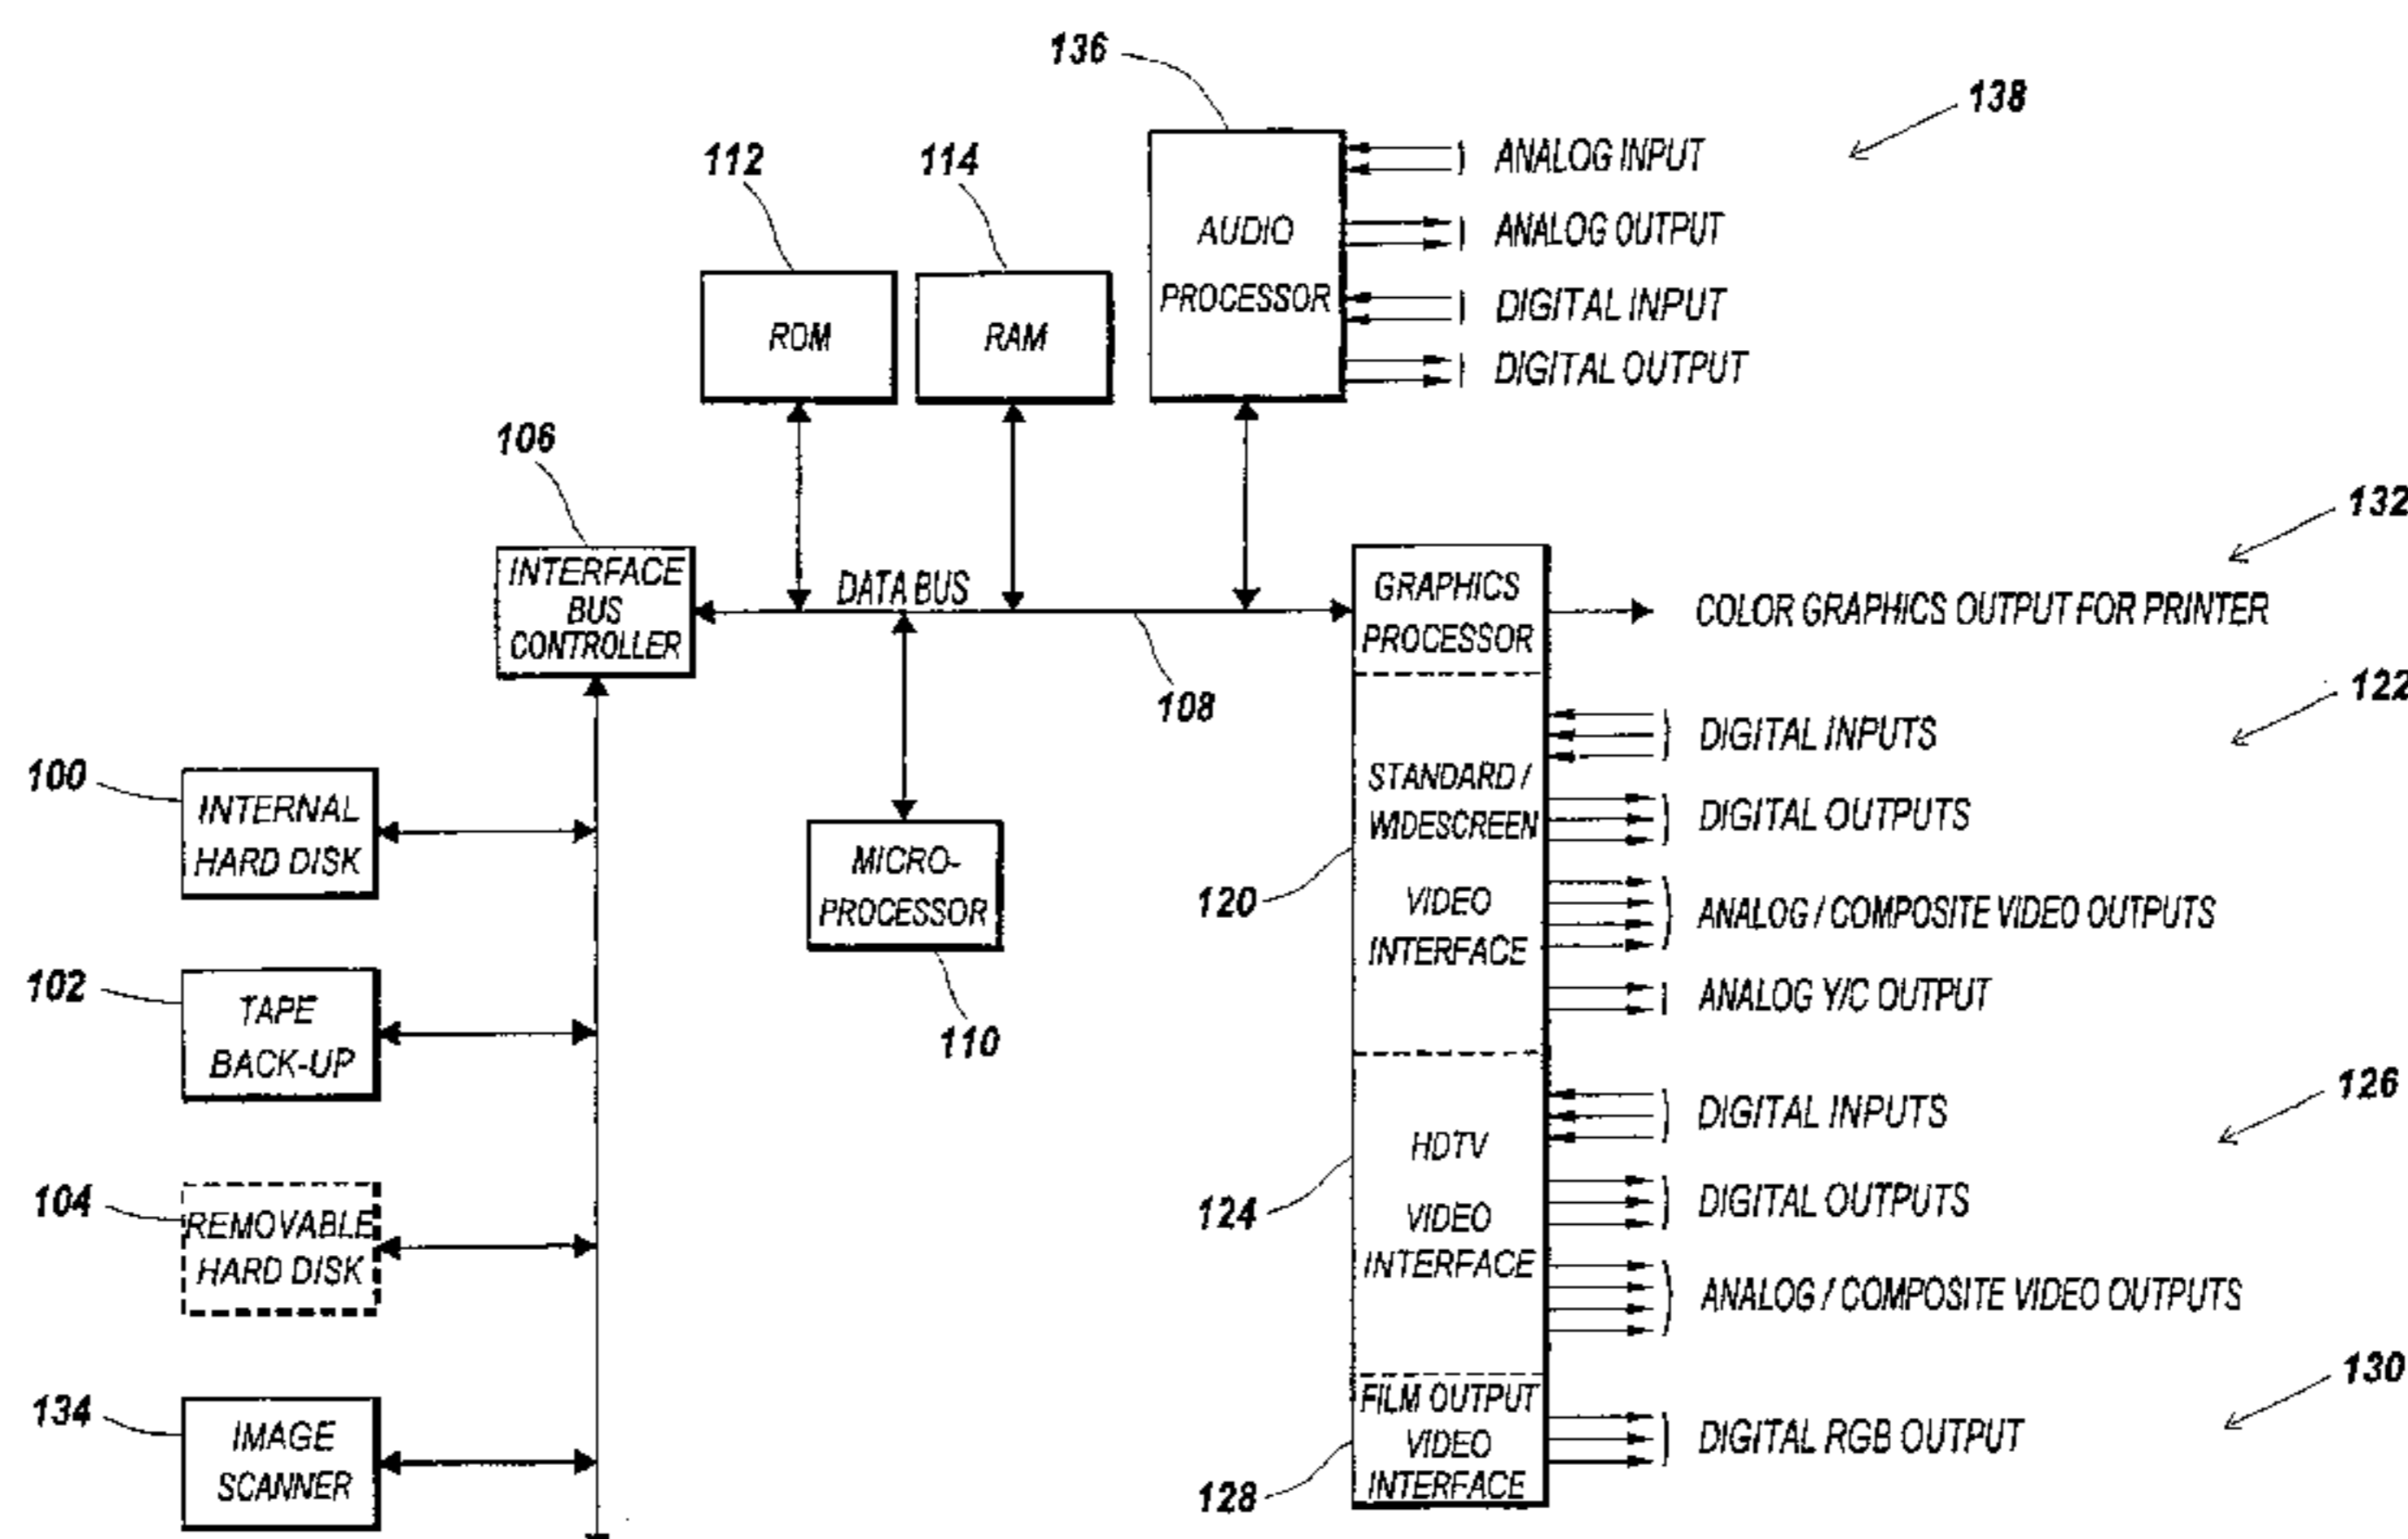 136
138
112
114
ANALOG INPUT
ANALOG OUTPUT
AUDIO
PROCESSOR
DIGITAL INPUT
DIGITAL OUTPUT
ROM
RAM
106
INTERFACE
BUS
CONTROLLER
DATA BUS
108
132
GRAPHICS
PROCESSOR
COLOR GRAPHICS OUTPUT FOR PRINTER
122
100
INTERNAL
HARD DISK
MICRO-
PROCESSOR
110
STANDARD /
WIDESCREEN
VIDEO
INTERFACE
120
DIGITAL INPUTS
DIGITAL OUTPUTS
ANALOG / COMPOSITE VIDEO OUTPUTS
ANALOG Y/C OUTPUT
102
TAPE
BACK-UP
126
104
REMOVABLE
HARD DISK
124
HDTV
VIDEO
INTERFACE
DIGITAL INPUTS
DIGITAL OUTPUTS
ANALOG / COMPOSITE VIDEO OUTPUTS
130
134
IMAGE
SCANNER
128
FILM OUTPUT
VIDEO
INTERFACE
DIGITAL RGB OUTPUT